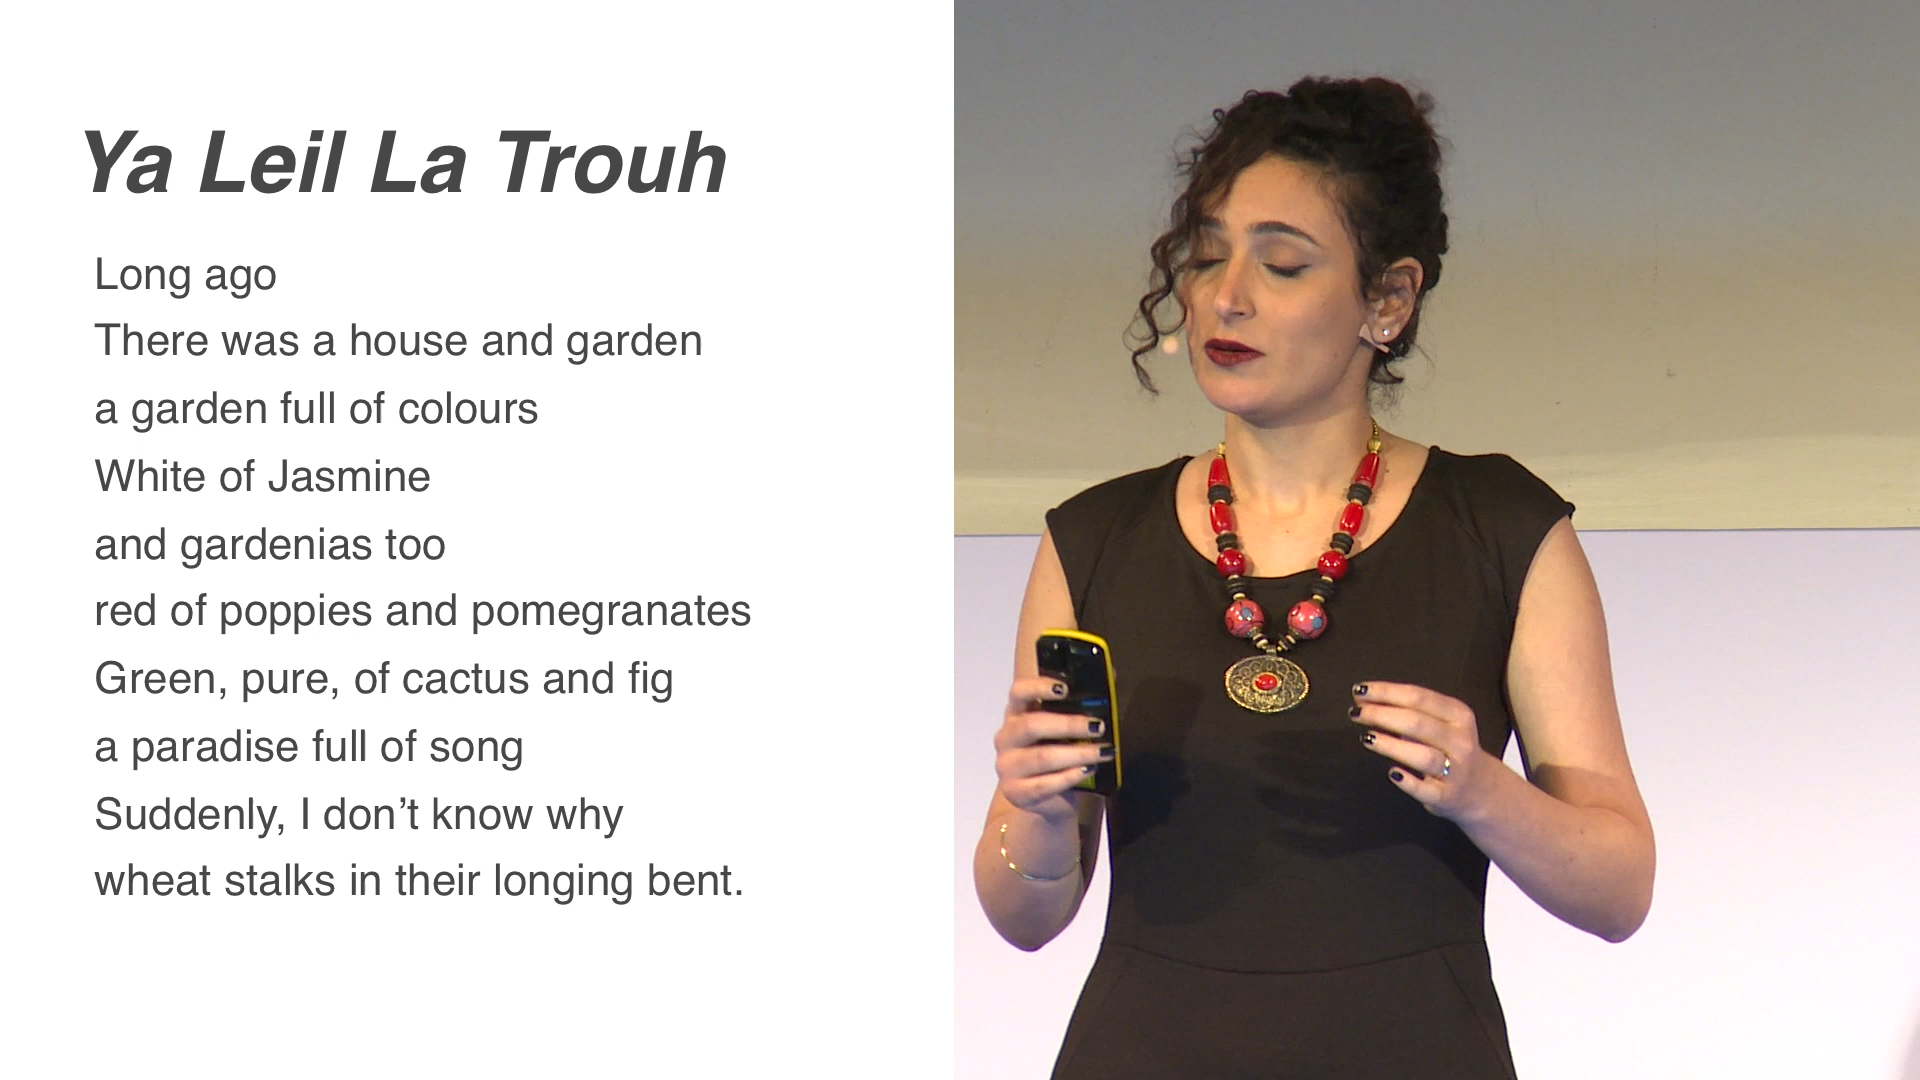 Ya Leil La Trouh
Long ago
There was a house and garden
a garden full of colours
White of Jasmine
and gardenias too
red of poppies and pomegranates
Green, pure, of cactus and fig
a paradise full of song
Suddenly, I don’t know why
wheat stalks in their longing bent.